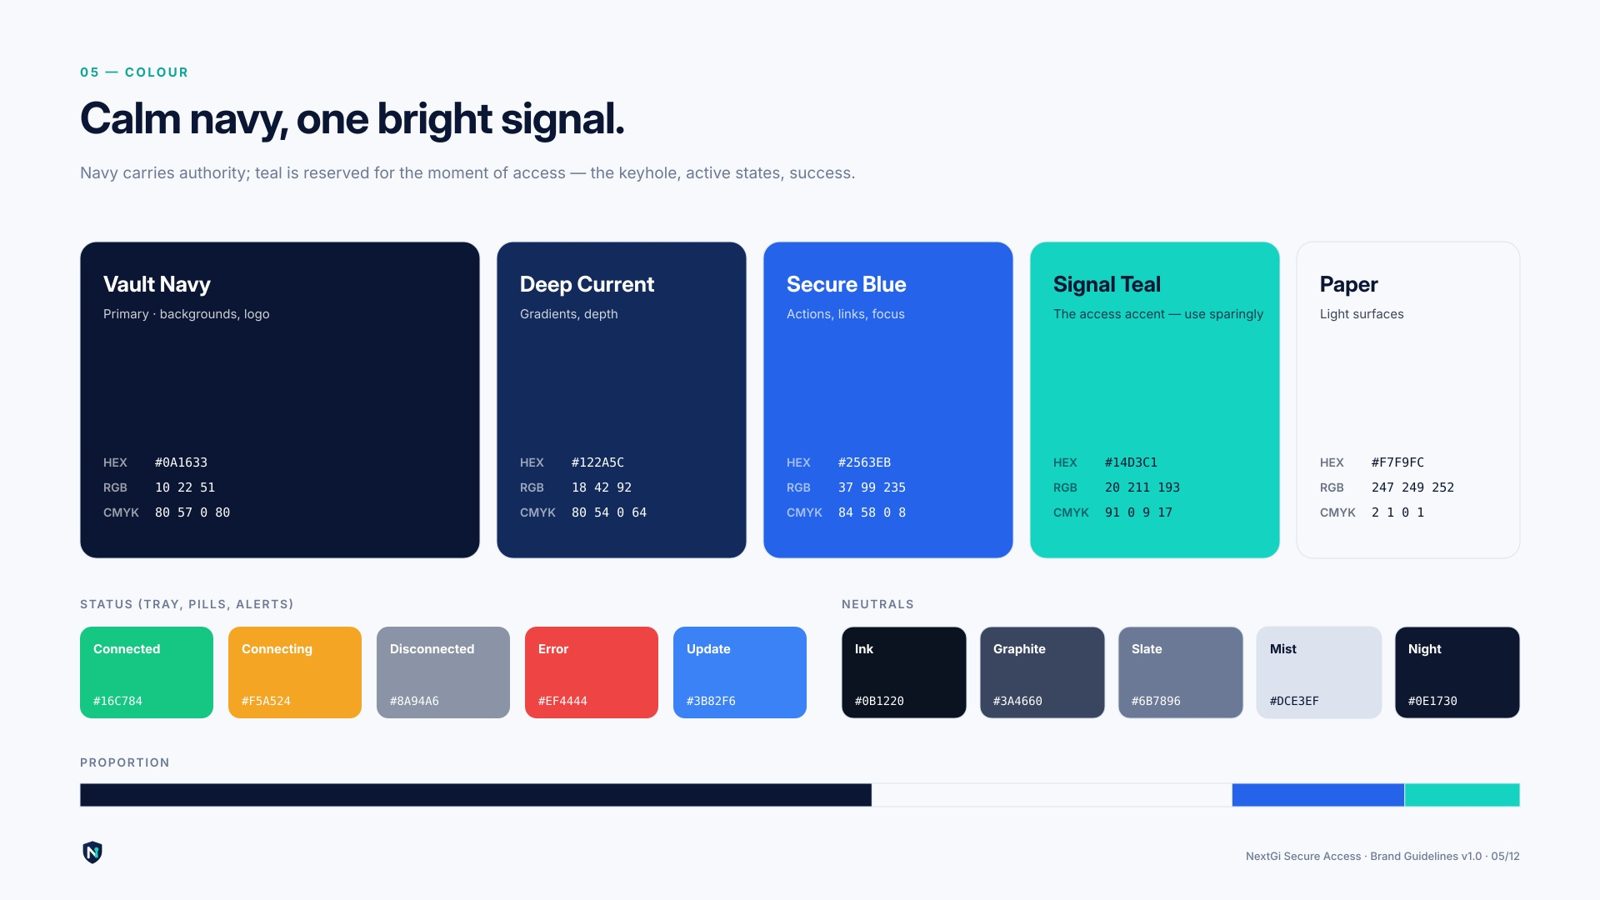 05 — COLOUR
Calm navy, one bright signal.
Navy carries authority; teal is reserved for the moment of access — the keyhole, active states, success.
Vault Navy
Primary · backgrounds, logo
HEX #0A1633
RGB 10 22 51
CMYK 80 57 0 80
Deep Current
Gradients, depth
HEX #122A5C
RGB 18 42 92
CMYK 80 54 0 64
Secure Blue
Actions, links, focus
HEX #2563EB
RGB 37 99 235
CMYK 84 58 0 8
Signal Teal
The access accent — use sparingly
HEX #14D3C1
RGB 20 211 193
CMYK 91 0 9 17
Paper
Light surfaces
HEX #F7F9FC
RGB 247 249 252
CMYK 2 1 0 1
STATUS (TRAY, PILLS, ALERTS)
Connected
#16C784
Connecting
#F5A524
Disconnected
#8A94A6
Error
#EF4444
Update
#3B82F6
NEUTRALS
Ink
#0B1220
Graphite
#3A4660
Slate
#6B7896
Mist
#DCE3EF
Night
#0E1730
PROPORTION
N
NextGi Secure Access · Brand Guidelines v1.0 · 05/12